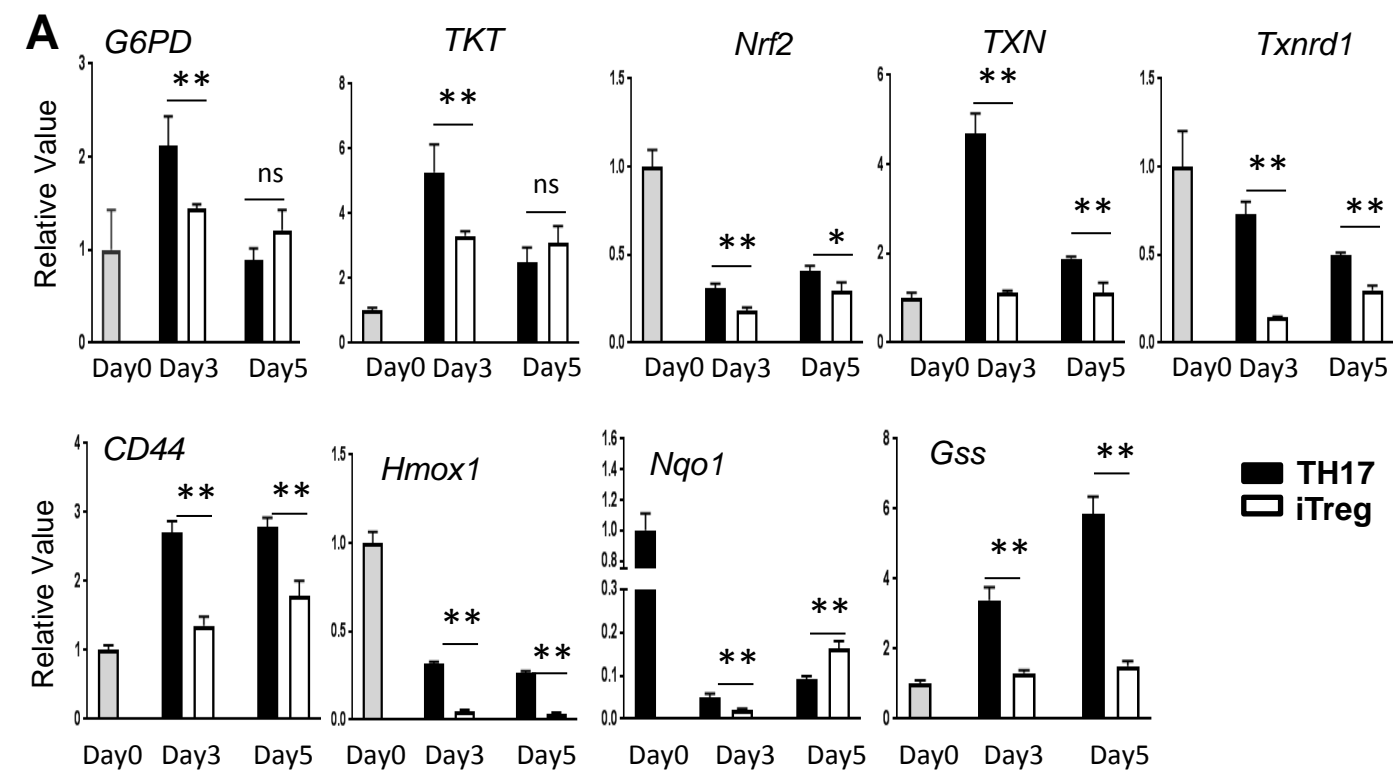 A
G6PD
TKT
Nrf2
TXN
Txnrd1
Relative Value
3
2
1
0
**
ns
Day0 Day3 Day5
8
6
4
2
0
**
ns
Day0 Day3 Day5
1.5
1.0
0.5
0.0
**
*
Day0 Day3 Day5
6
4
2
0
**
**
Day0 Day3 Day5
1.5
1.0
0.5
0.0
**
**
Day0 Day3 Day5
CD44
Hmox1
Nqo1
Gss
Relative Value
4
3
2
1
0
**
**
Day0 Day3 Day5
1.5
1.0
0.5
0.0
**
**
Day0 Day3 Day5
1.6
1.4
1.2
1.0
0.8
0.3
0.2
0.1
0.0
**
**
Day0 Day3 Day5
8
6
4
2
0
**
**
Day0 Day3 Day5
TH17
iTreg